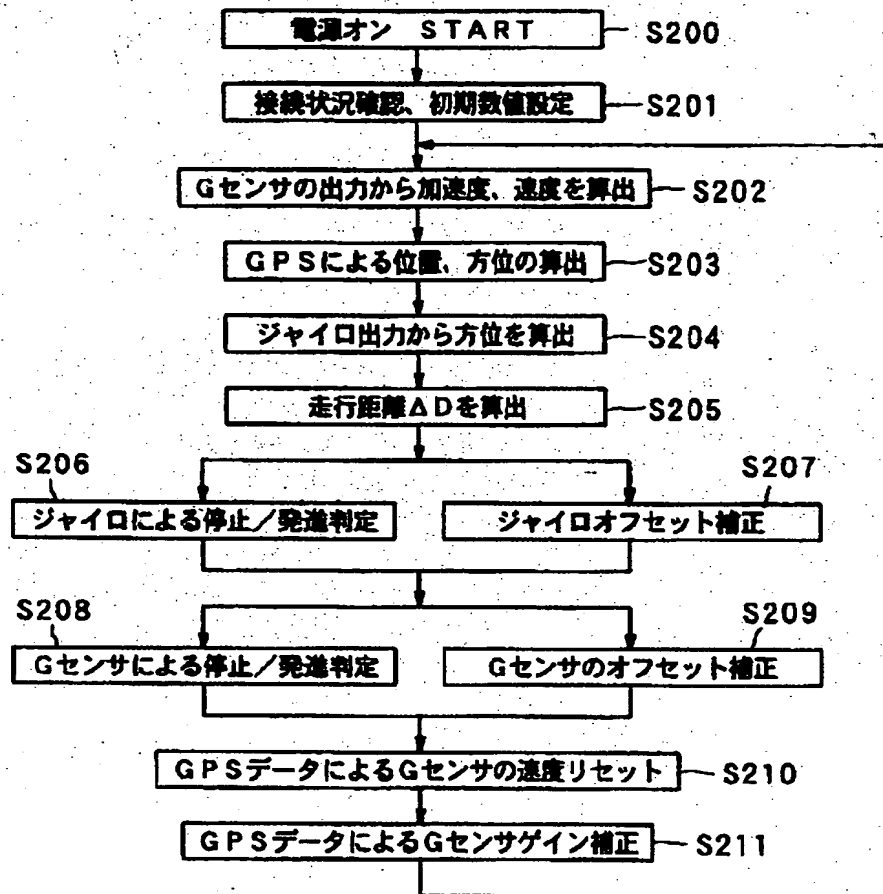 電源オン START
S200
接続状況確認、初期数値設定
S201
Gセンサの出力から加速度、速度を算出
S202
GPSによる位置、方位の算出
S203
ジャイロ出力から方位を算出
S204
走行距離ΔDを算出
S205
S206
S207
ジャイロによる停止／発進判定
ジャイロオフセット補正
S208
S209
Gセンサによる停止／発進判定
Gセンサのオフセット補正
GPSデータによるGセンサの速度リセット
S210
GPSデータによるGセンサゲイン補正
S211